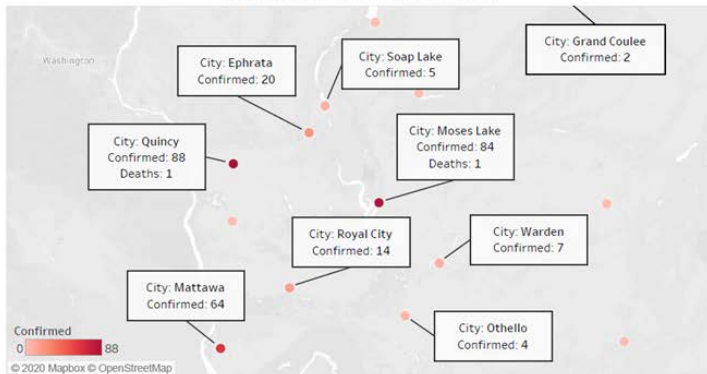 City: Grand Coulee
Confirmed: 2
Washington
City: Ephrata
Confirmed: 20
City: Soap Lake
Confirmed: 5
City: Quincy
Confirmed: 88
Deaths: 1
City: Moses Lake
Confirmed: 84
Deaths: 1
City: Royal City
Confirmed: 14
City: Warden
Confirmed: 7
City: Mattawa
Confirmed: 64
City: Othello
Confirmed: 4
Confirmed
0 88
© 2020 Mapbox © OpenStreetMap